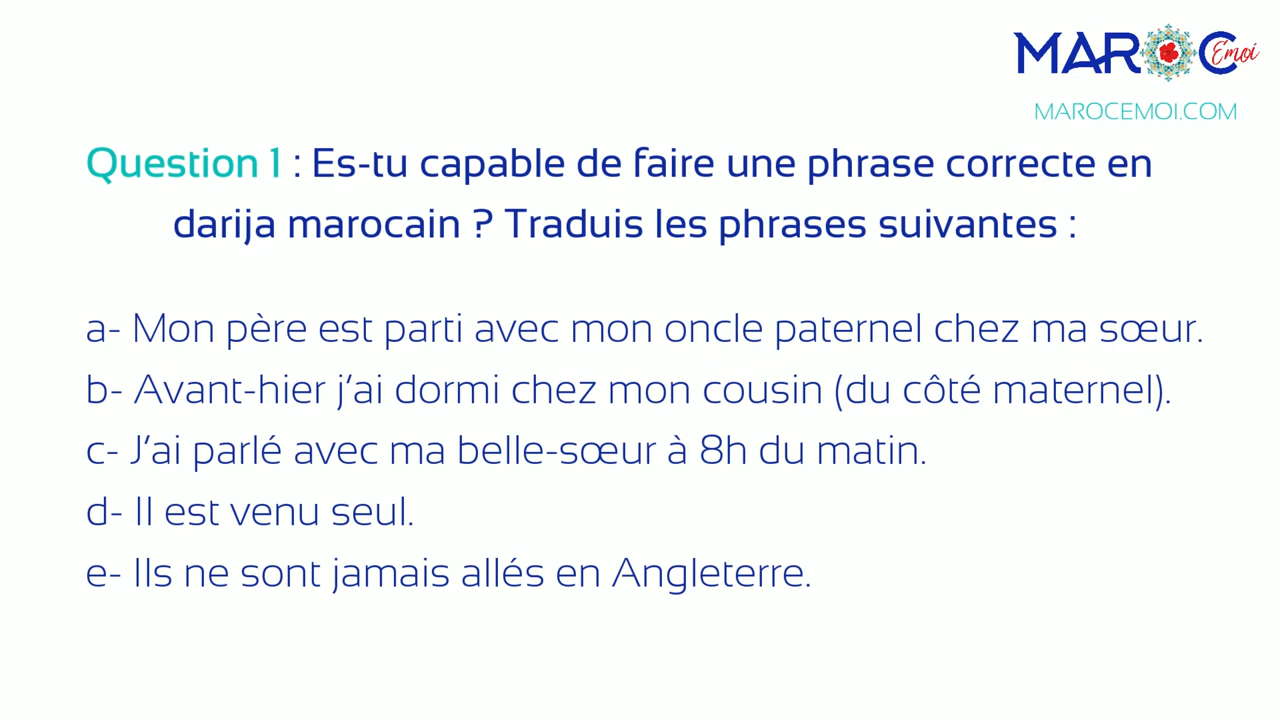 MAROC Emoi
MAROCEMOI.COM
Question 1 : Es-tu capable de faire une phrase correcte en
darija marocain ? Traduis les phrases suivantes :
a- Mon père est parti avec mon oncle paternel chez ma sœur.
b- Avant-hier j’ai dormi chez mon cousin (du côté maternel).
c- J’ai parlé avec ma belle-sœur à 8h du matin.
d- Il est venu seul.
e- Ils ne sont jamais allés en Angleterre.